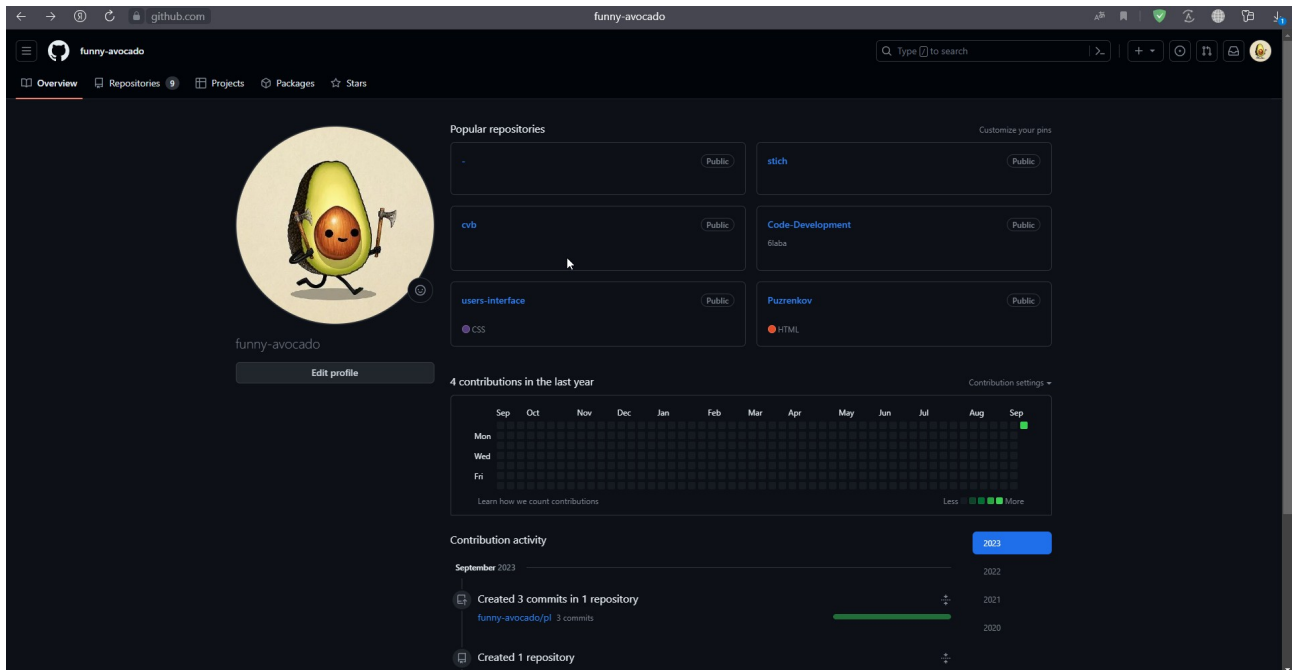 github.com
funny-avocado
funny-avocado
Type / to search
Overview
Repositories 9
Projects
Packages
Stars
Popular repositories
Customize your pins
-
Public
stich
Public
cvb
Public
Code-Development
Public
6laba
users-interface
Public
CSS
Puzrenkov
Public
HTML
funny-avocado
Edit profile
4 contributions in the last year
Contribution settings
Sep Oct Nov Dec Jan Feb Mar Apr May Jun Jul Aug Sep
Mon
Wed
Fri
Learn how we count contributions
Less
More
Contribution activity
2023
September 2023
2022
Created 3 commits in 1 repository
2021
funny-avocado/pl 3 commits
2020
Created 1 repository